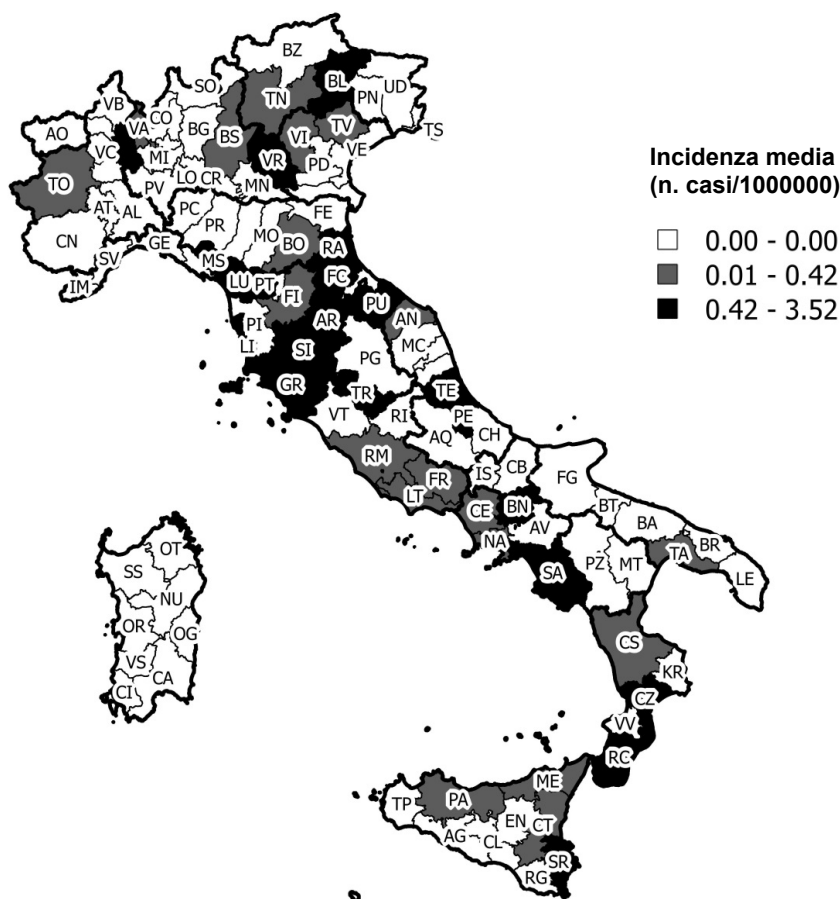 BZ
SO
BL
UD
VB
TN
PN
CO
AO
VA
BG
BS
VI
TV
TS
VC
MI
VR
VE
PD
TO
LO
CR
MN
PV
AT
AL
PC
FE
PR
MO
BO
CN
GE
RA
SV
MS
FC
IM
LU
PT
FI
PU
AN
PI
AR
MC
LI
SI
PG
GR
TR
TE
PE
VT
RI
AQ
CH
RM
FR
IS
CB
FG
LT
CE
BN
BT
AV
BA
NA
BR
SA
PZ
MT
TA
LE
OT
SS
NU
CS
OR
OG
KR
VS
CA
CZ
CI
VV
RC
ME
PA
TP
EN
CT
AG
CL
SR
RG
Incidenza media
(n. casi/1000000)
0.00 - 0.00
0.01 - 0.42
0.42 - 3.52